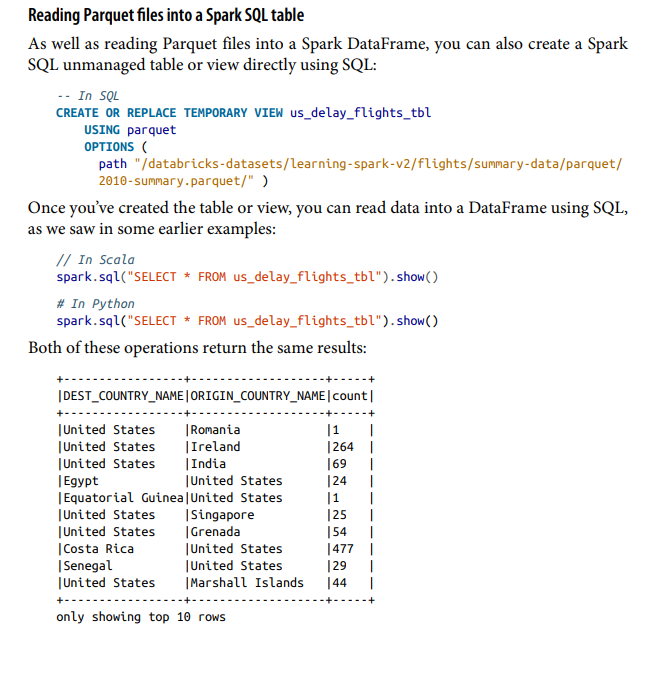 Reading Parquet files into a Spark SQL table
As well as reading Parquet files into a Spark DataFrame, you can also create a Spark
SQL unmanaged table or view directly using SQL:
-- In SQL
CREATE OR REPLACE TEMPORARY VIEW us_delay_flights_tbl
    USING parquet
    OPTIONS (
      path "/databricks-datasets/learning-spark-v2/flights/summary-data/parquet/
      2010-summary.parquet/" )
Once you’ve created the table or view, you can read data into a DataFrame using SQL,
as we saw in some earlier examples:
// In Scala
spark.sql("SELECT * FROM us_delay_flights_tbl").show()
# In Python
spark.sql("SELECT * FROM us_delay_flights_tbl").show()
Both of these operations return the same results:
+-----------------+-------------------+-----+
|DEST_COUNTRY_NAME|ORIGIN_COUNTRY_NAME|count|
+-----------------+-------------------+-----+
|United States    |Romania            |1    |
|United States    |Ireland            |264  |
|United States    |India              |69   |
|Egypt            |United States      |24   |
|Equatorial Guinea|United States      |1    |
|United States    |Singapore          |25   |
|United States    |Grenada            |54   |
|Costa Rica       |United States      |477  |
|Senegal          |United States      |29   |
|United States    |Marshall Islands   |44   |
+-----------------+-------------------+-----+
only showing top 10 rows